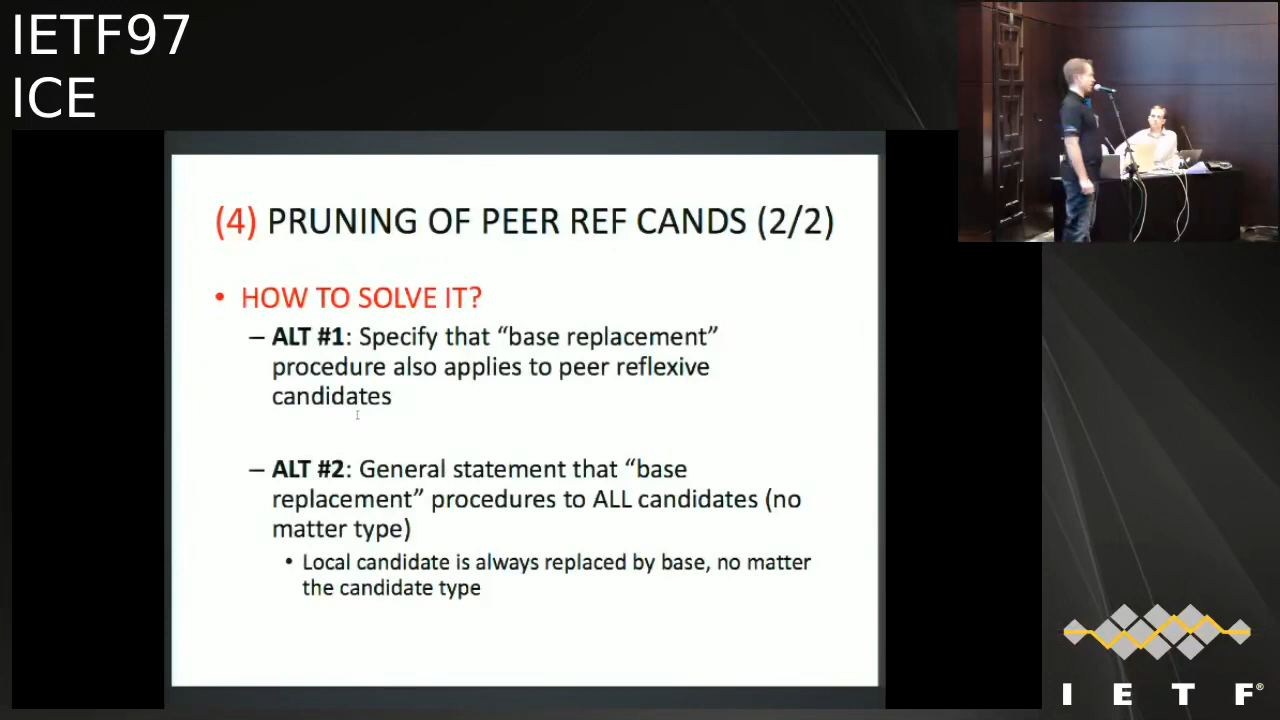 IETF97
ICE
(4) PRUNING OF PEER REF CANDS (2/2)
• HOW TO SOLVE IT?
– ALT #1: Specify that “base replacement”
procedure also applies to peer reflexive
candidates
– ALT #2: General statement that “base
replacement” procedures to ALL candidates (no
matter type)
• Local candidate is always replaced by base, no matter
the candidate type
I E T F®